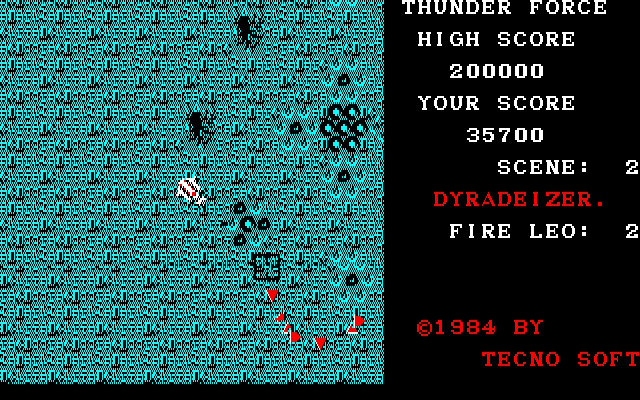 THUNDER FORCE
HIGH SCORE
200000
YOUR SCORE
35700
SCENE: 2
DYRADEIZER.
FIRE LEO: 2
©1984 BY
TECNO SOFT